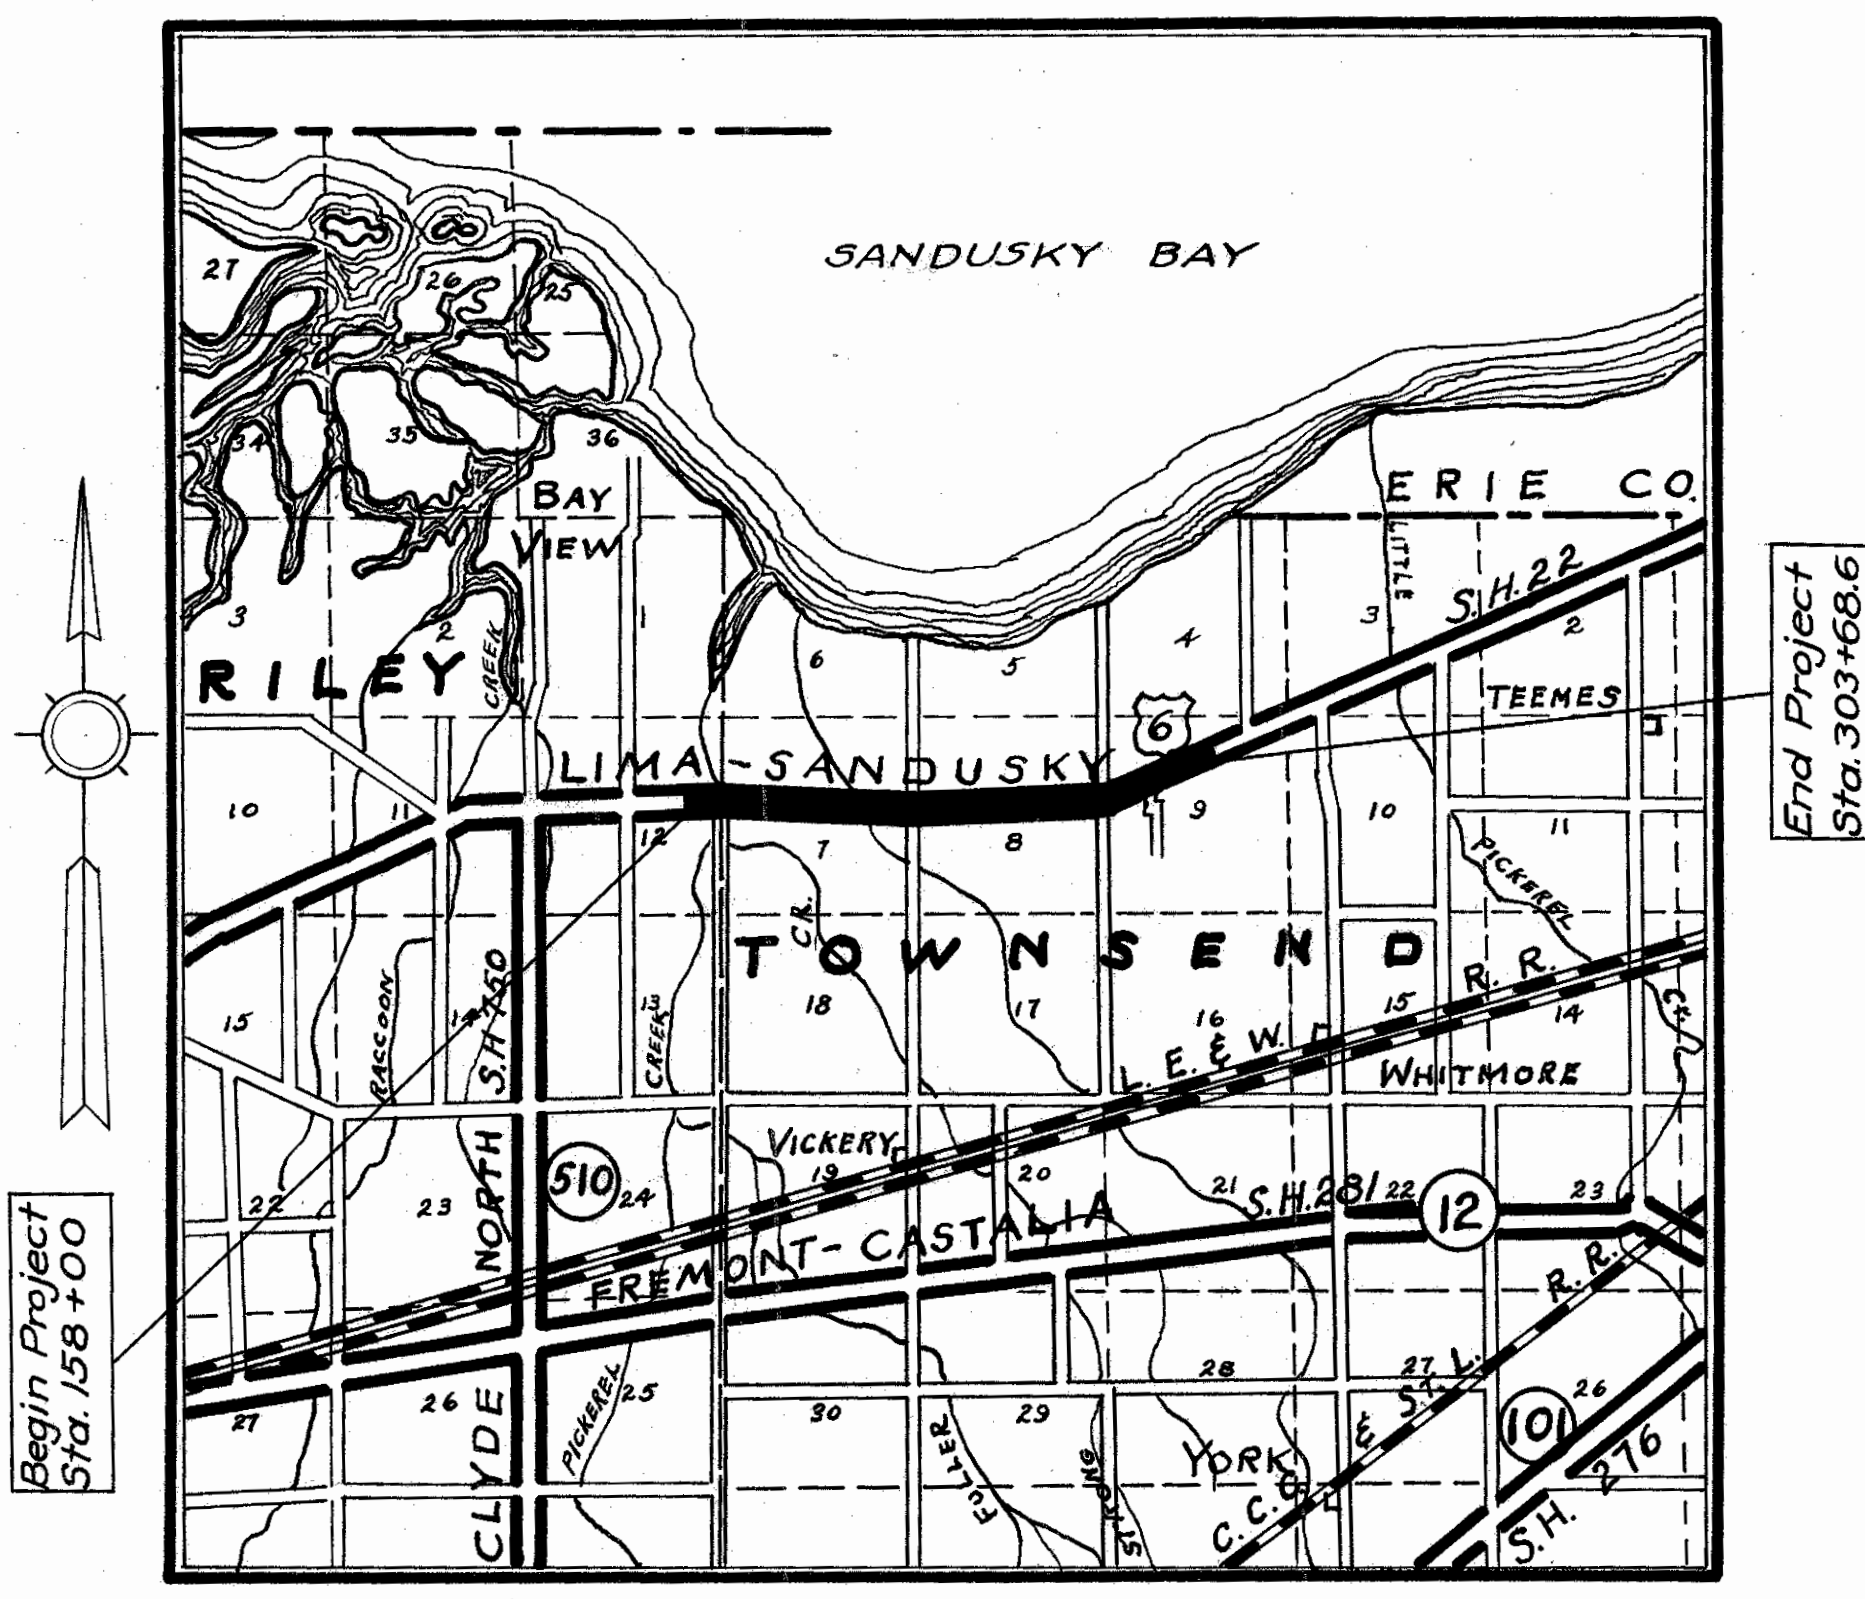 SANDUSKY BAY
27
26
25
34
35
36
BAY
VIEW
ERIE CO.
LITTLE
S.H. 22
3
2
1
CREEK
6
5
4
3
2
RILEY
TEEMES
6
End Project
Sta. 303+68.6
LIMA-SANDUSKY
10
11
12
7
8
9
10
11
PICKEREL
CR.
TOWNSEND
R. R.
15
RACCOON
14
S.H. 750
13
CREEK
18
17
16
15
14
CR.
L. E. & W.
WHITMORE
VICKERY
510
22
23
NORTH
24
19
20
21
S.H. 281
22
12
23
FREMONT-CASTALIA
Begin Project
Sta. 158+00
R. R.
27
26
CLYDE
PICKEREL
25
30
FULLER
29
STRONG
28
27
26
C. C. C. & ST. L.
YORK
101
S.H. 276